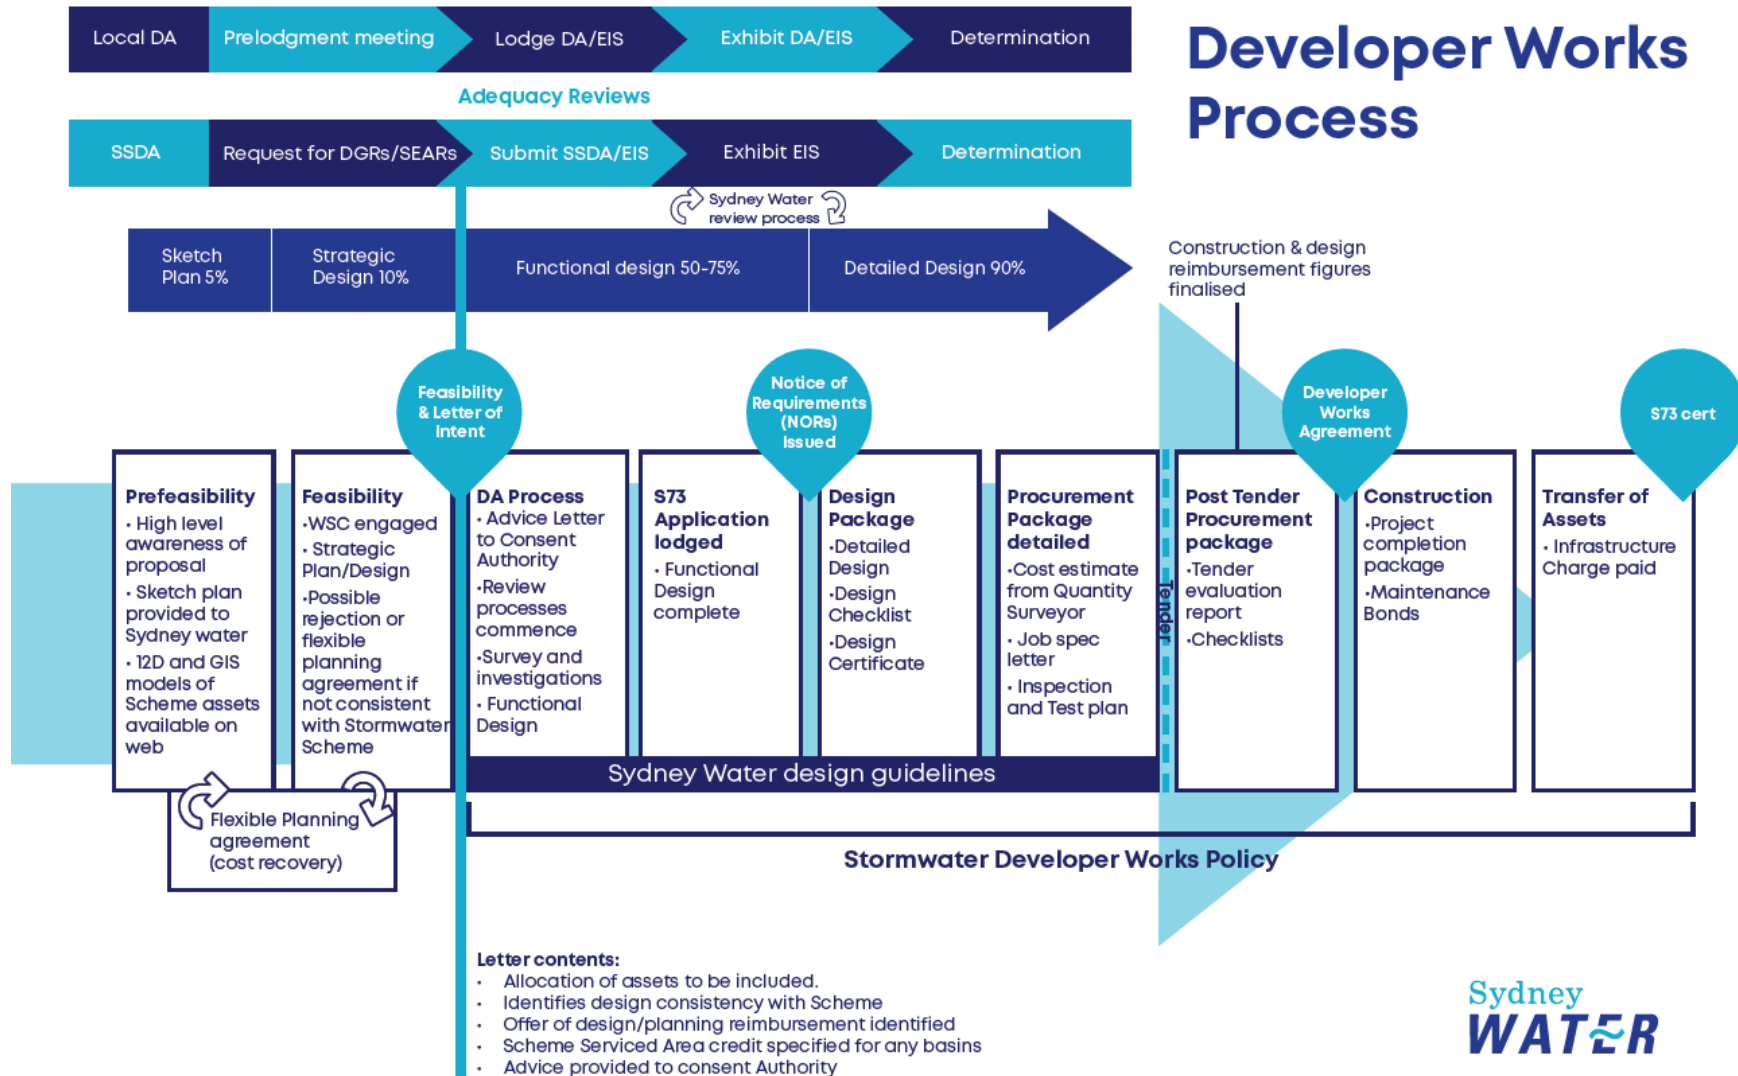 Developer Works
Process
Local DA
Prelodgment meeting
Lodge DA/EIS
Exhibit DA/EIS
Determination
Adequacy Reviews
SSDA
Request for DGRs/SEARs
Submit SSDA/EIS
Exhibit EIS
Determination
Sydney Water
review process
Sketch
Plan 5%
Strategic
Design 10%
Functional design 50-75%
Detailed Design 90%
Construction & design
reimbursement figures
finalised
Feasibility
& Letter of
Intent
Notice of
Requirements
(NORs)
Issued
Developer
Works
Agreement
S73 cert
Prefeasibility
• High level
awareness of
proposal
• Sketch plan
provided to
Sydney water
• 12D and GIS
models of
Scheme assets
available on
web
Feasibility
•WSC engaged
• Strategic
Plan/Design
•Possible
rejection or
flexible
planning
agreement if
not consistent
with Stormwater
Scheme
DA Process
• Advice Letter
to Consent
Authority
•Review
processes
commence
•Survey and
investigations
• Functional
Design
S73
Application
lodged
• Functional
Design
complete
Design
Package
•Detailed
Design
•Design
Checklist
•Design
Certificate
Procurement
Package
detailed
•Cost estimate
from Quantity
Surveyor
• Job spec
letter
• Inspection
and Test plan
Tender
Post Tender
Procurement
package
•Tender
evaluation
report
•Checklists
Construction
•Project
completion
package
•Maintenance
Bonds
Transfer of
Assets
• Infrastructure
Charge paid
Sydney Water design guidelines
Flexible Planning
agreement
(cost recovery)
Stormwater Developer Works Policy
Letter contents:
• Allocation of assets to be included.
• Identifies design consistency with Scheme
• Offer of design/planning reimbursement identified
• Scheme Serviced Area credit specified for any basins
• Advice provided to consent Authority
Sydney
WATER